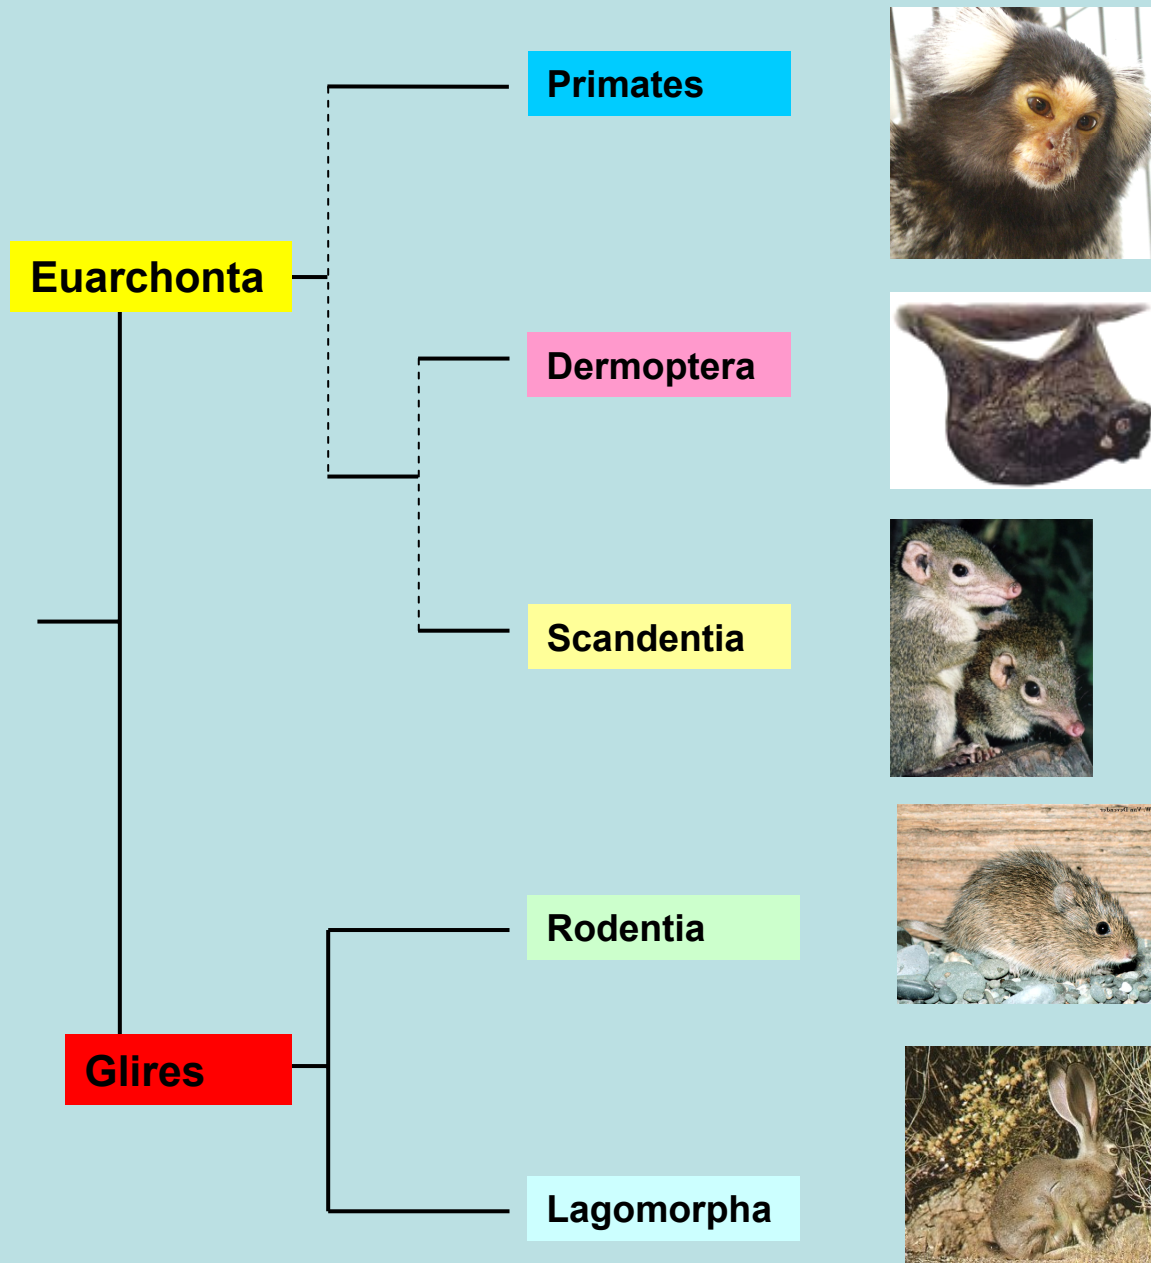 Primates
Euarchonta
Dermoptera
Scandentia
Rodentia
Glires
Lagomorpha